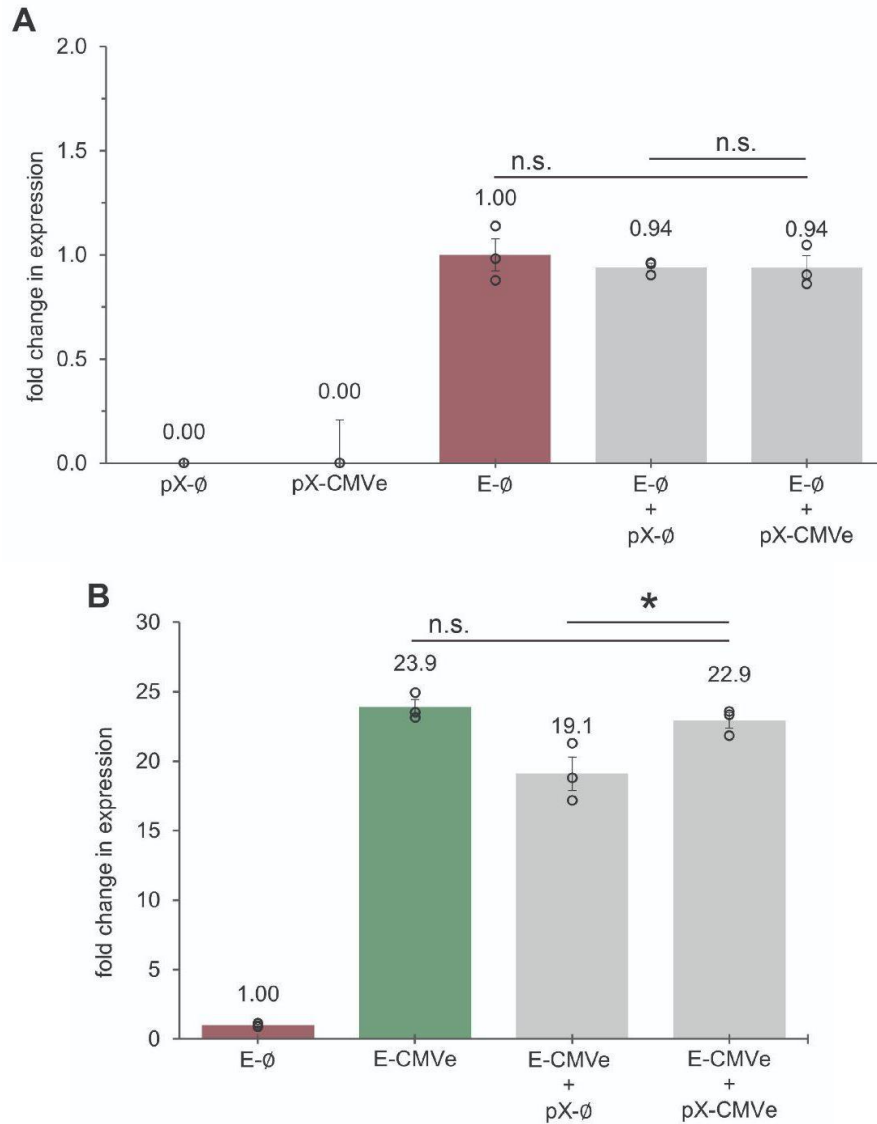 A
2.0
n.s.
1.5
n.s.
1.00
0.94
0.94
1.0
fold change in expression
0.5
0.00
0.00
0.0
pX-ø
pX-CMVe
E-ø
E-ø
+
pX-ø
E-ø
+
pX-CMVe
B
30
*
n.s.
23.9
22.9
25
19.1
20
fold change in expression
15
10
5
1.00
0
E-ø
E-CMVe
E-CMVe
+
pX-ø
E-CMVe
+
pX-CMVe